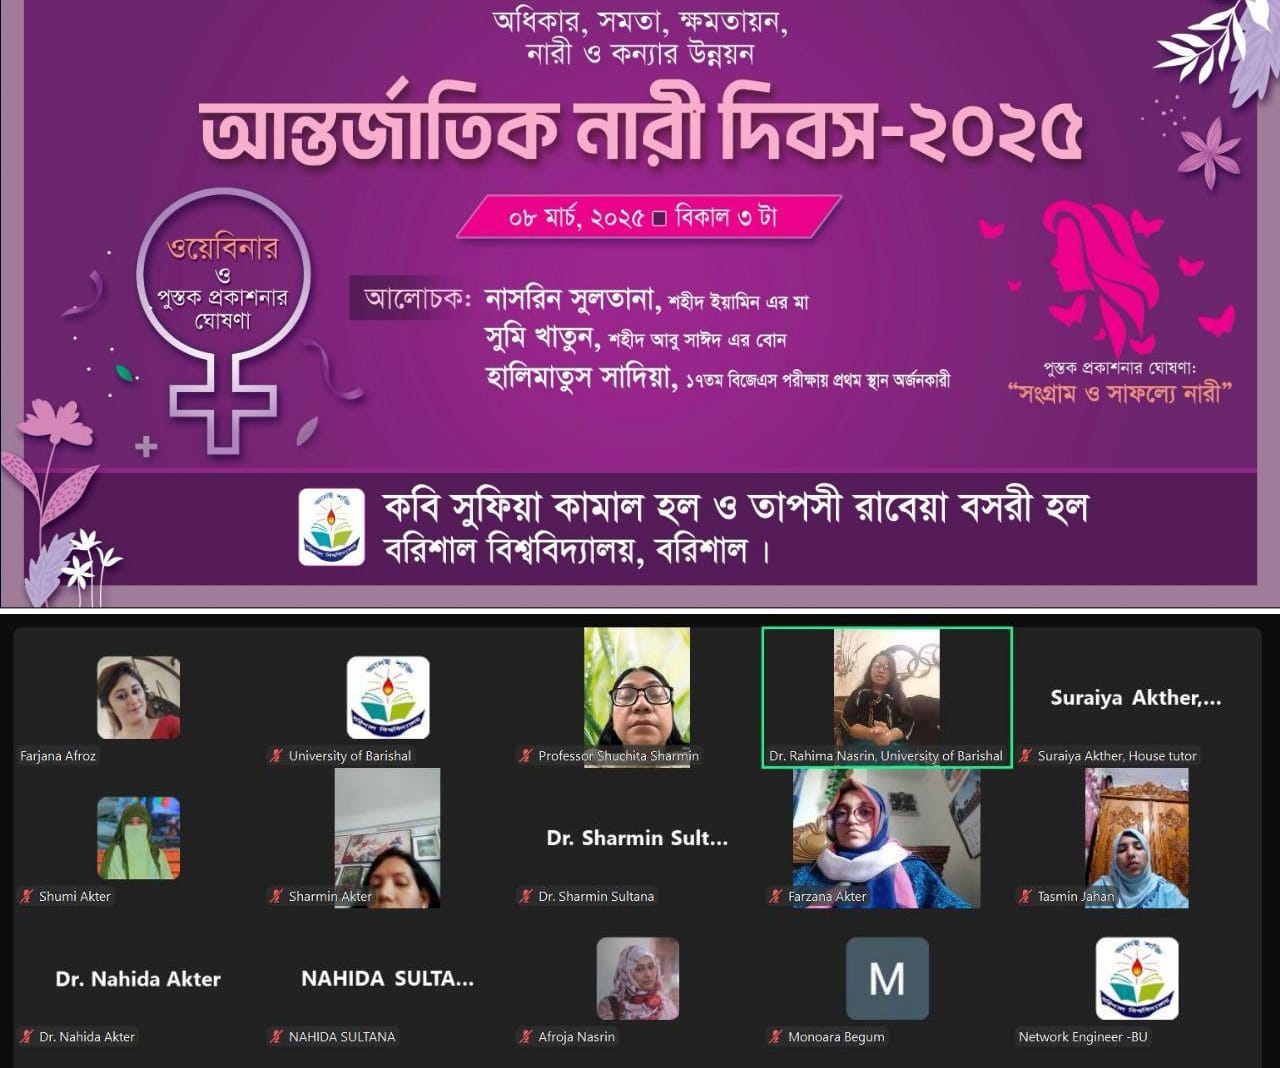 অধিকার, সমতা, ক্ষমতায়ন,
নারী ও কন্যার উন্নয়ন
আন্তর্জাতিক নারী দিবস-২০২৫
০৮ মার্চ, ২০২৫ □ বিকাল ৩ টা
ওয়েবিনার
ও
পুস্তক প্রকাশনার
ঘোষণা
আলোচক: নাসরিন সুলতানা, শহীদ ইয়ামিন এর মা
সুমি খাতুন, শহীদ আবু সাঈদ এর বোন
হালিমাতুস সাদিয়া, ১৭তম বিজেএস পরীক্ষায় প্রথম স্থান অর্জনকারী
পুস্তক প্রকাশনার ঘোষণা:
“সংগ্রাম ও সাফল্যে নারী”
কবি সুফিয়া কামাল হল ও তাপসী রাবেয়া বসরী হল
বরিশাল বিশ্ববিদ্যালয়, বরিশাল ।
Suraiya Akther,...
Farjana Afroz
University of Barishal
Professor Shuchita Sharmin
Dr. Rahima Nasrin, University of Barishal
Suraiya Akther, House tutor
Dr. Sharmin Sult...
Shumi Akter
Sharmin Akter
Dr. Sharmin Sultana
Farzana Akter
Tasmin Jahan
Dr. Nahida Akter
NAHIDA SULTA...
M
Dr. Nahida Akter
NAHIDA SULTANA
Afroja Nasrin
Monoara Begum
Network Engineer -BU